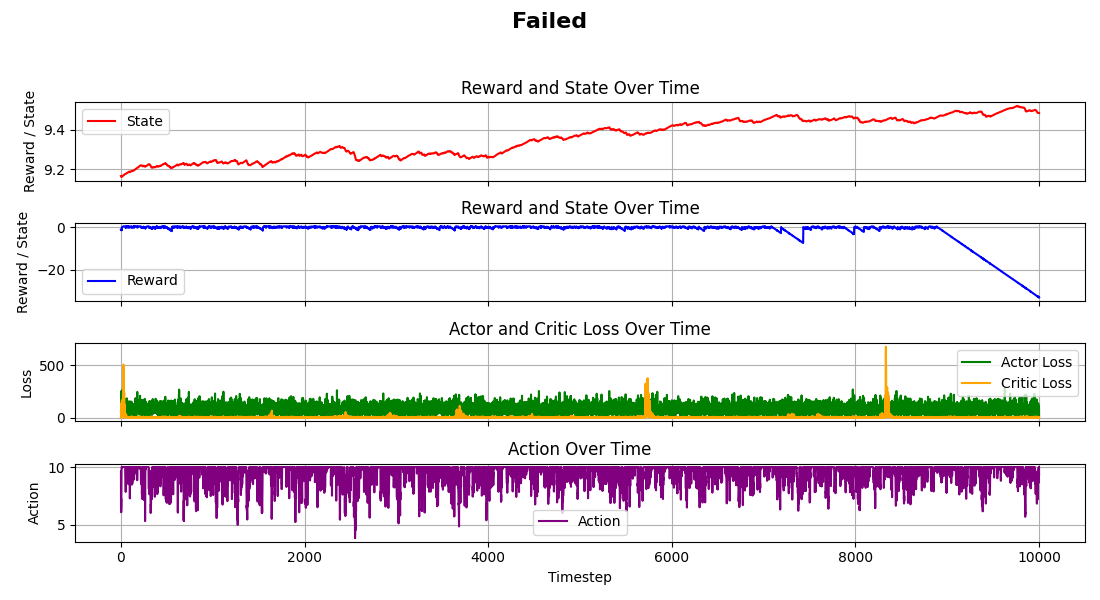 Failed
Reward and State Over Time
Reward / State
9.4
9.2
State
Reward and State Over Time
Reward / State
0
−20
Reward
Actor and Critic Loss Over Time
Loss
500
0
Actor Loss
Critic Loss
Action Over Time
Action
10
5
Action
0 2000 4000 6000 8000 10000
Timestep